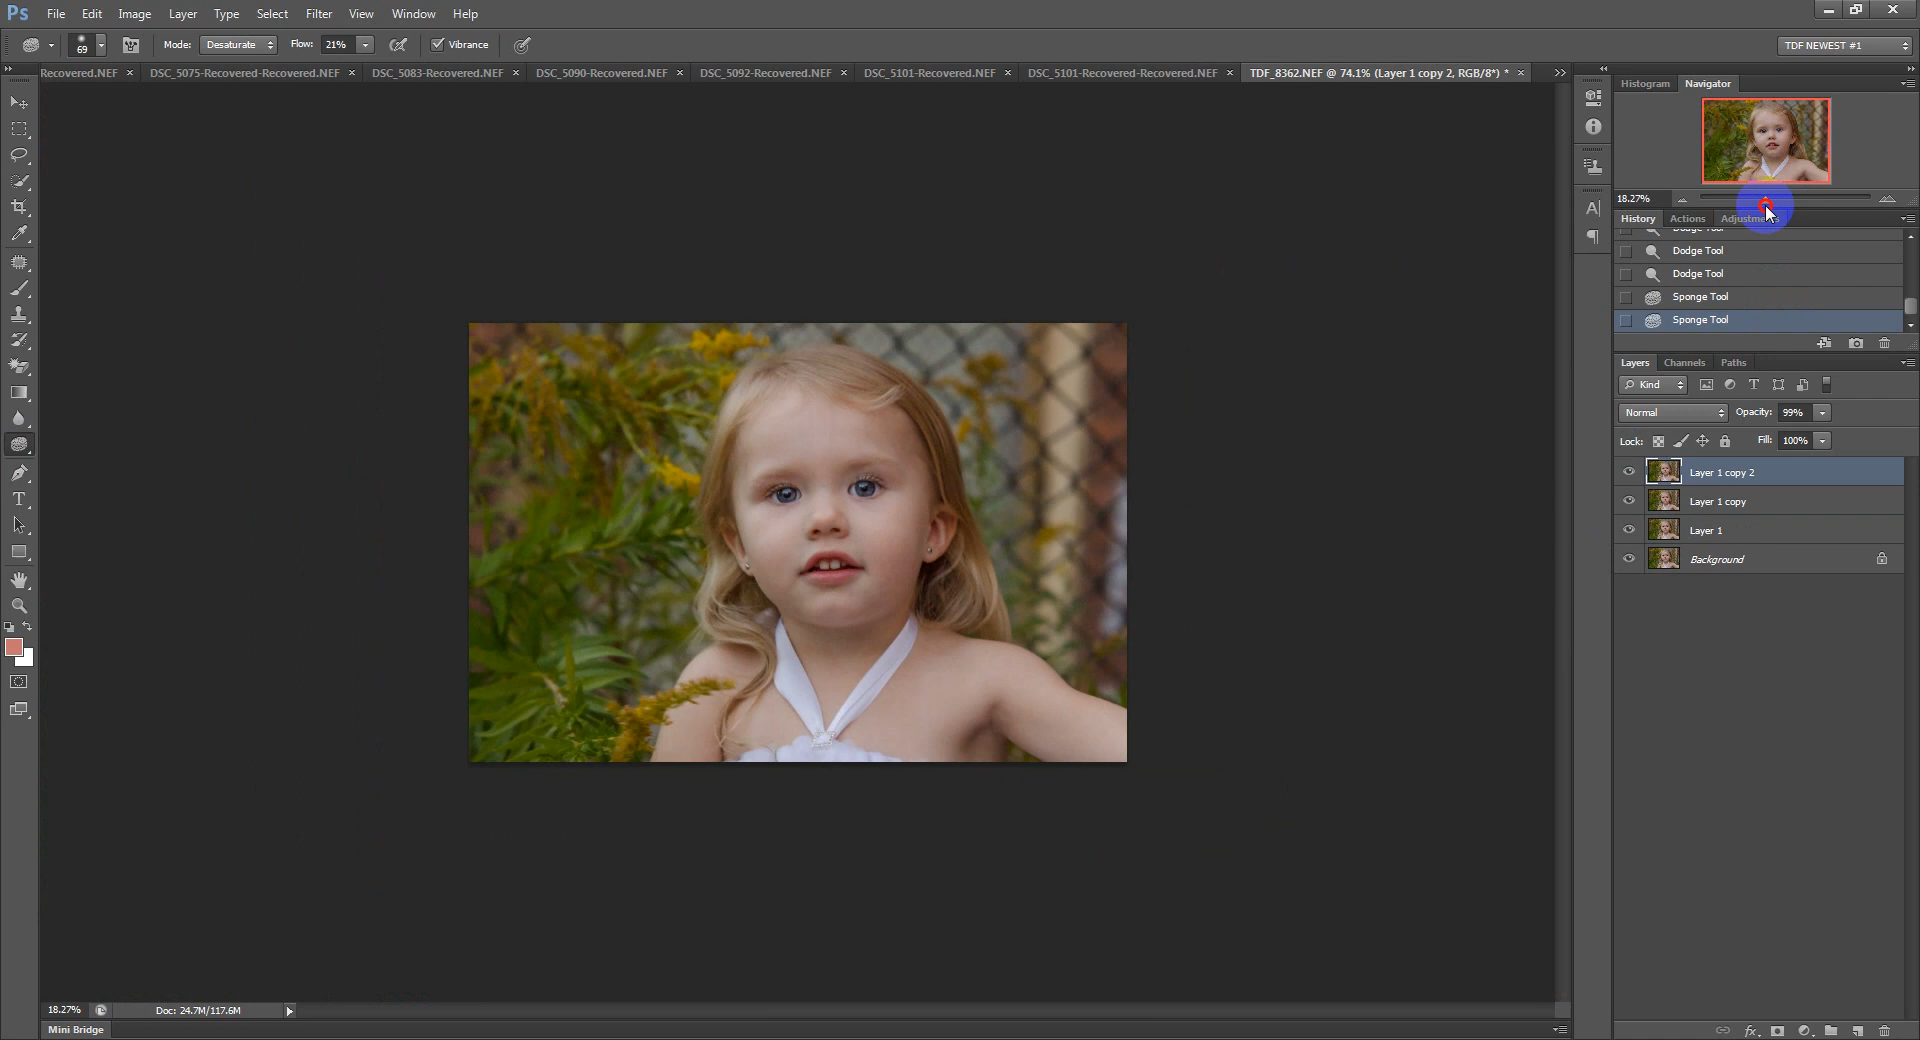 Ps File Edit Image Layer Type Select Filter View Window Help
69 Mode: Desaturate Flow: 21% Vibrance TDF NEWEST #1
Recovered.NEF × DSC_5075-Recovered-Recovered.NEF × DSC_5083-Recovered.NEF × DSC_5090-Recovered.NEF × DSC_5092-Recovered.NEF × DSC_5101-Recovered.NEF × DSC_5101-Recovered-Recovered.NEF × TDF_8362.NEF @ 74.1% (Layer 1 copy 2, RGB/8*) * ×
Histogram Navigator
18.27%
History Actions Adjustments
Dodge Tool
Dodge Tool
Dodge Tool
Sponge Tool
Sponge Tool
Layers Channels Paths
Kind
Normal Opacity: 99%
Lock: Fill: 100%
Layer 1 copy 2
Layer 1 copy
Layer 1
Background
18.27% Doc: 24.7M/117.6M
Mini Bridge